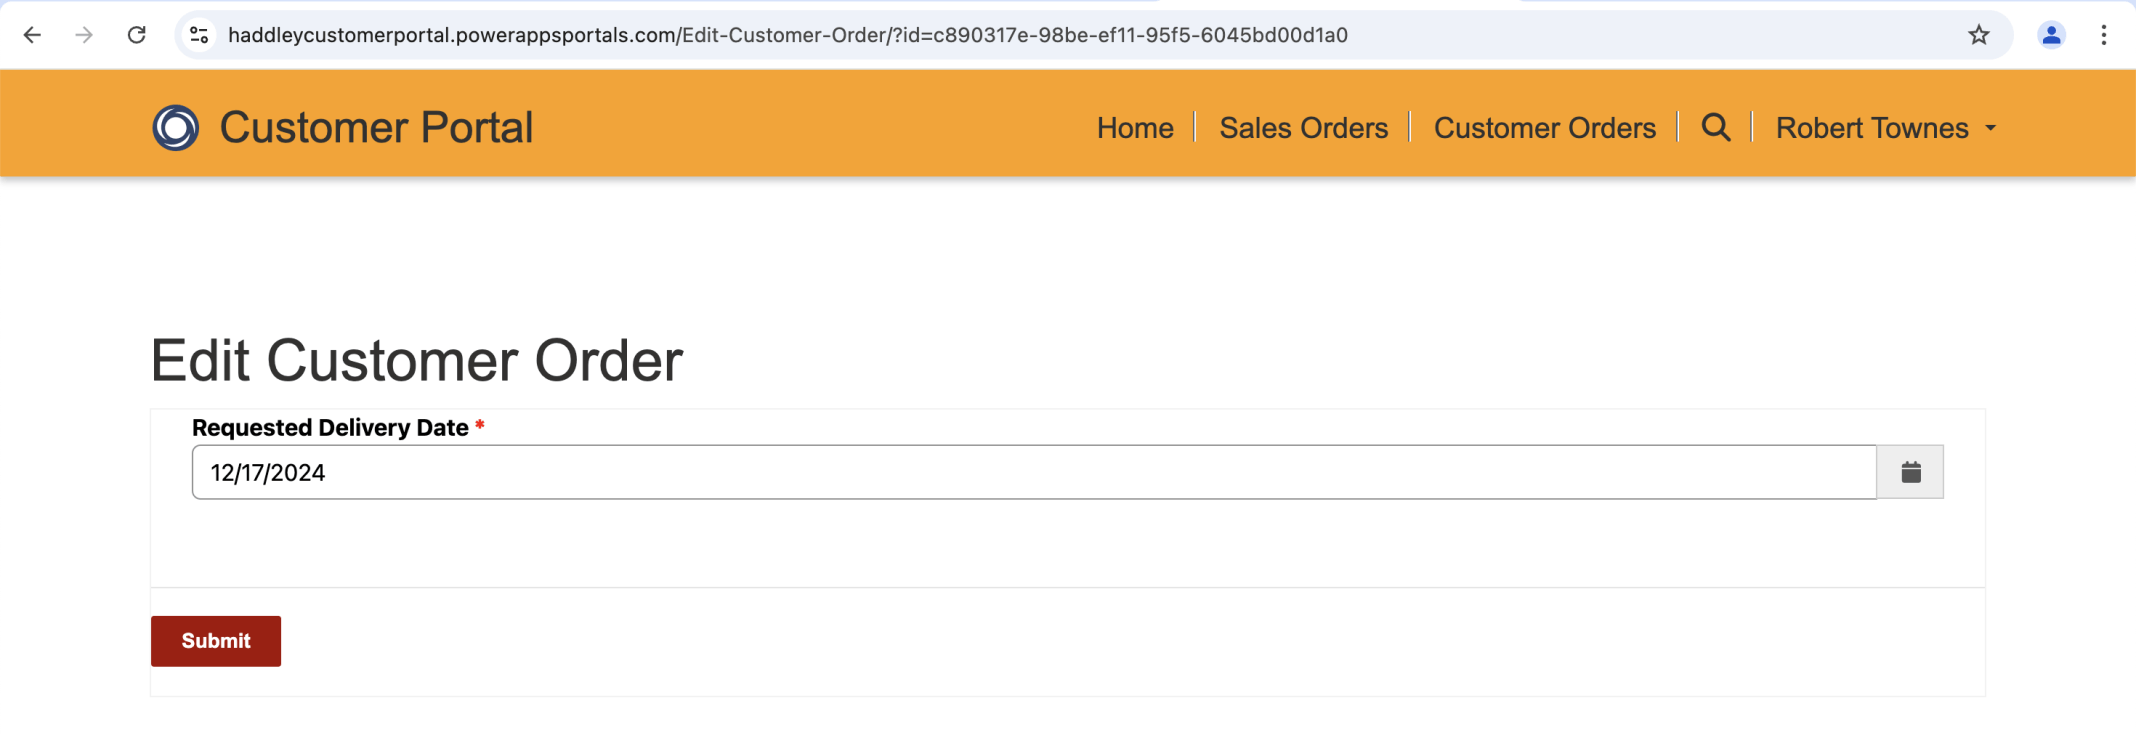 haddleycustomerportal.powerappsportals.com/Edit-Customer-Order/?id=c890317e-98be-ef11-95f5-6045bd00d1a0
Customer Portal
Home Sales Orders Customer Orders Robert Townes
Edit Customer Order
Requested Delivery Date *
12/17/2024
Submit